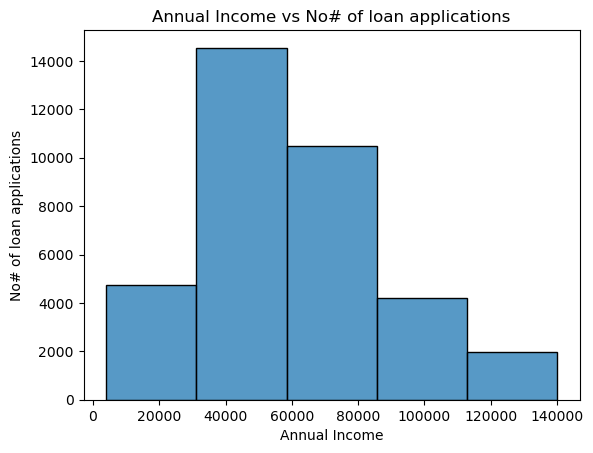 Annual Income vs No# of loan applications
No# of loan applications
14000
12000
10000
8000
6000
4000
2000
0
0 20000 40000 60000 80000 100000 120000 140000
Annual Income